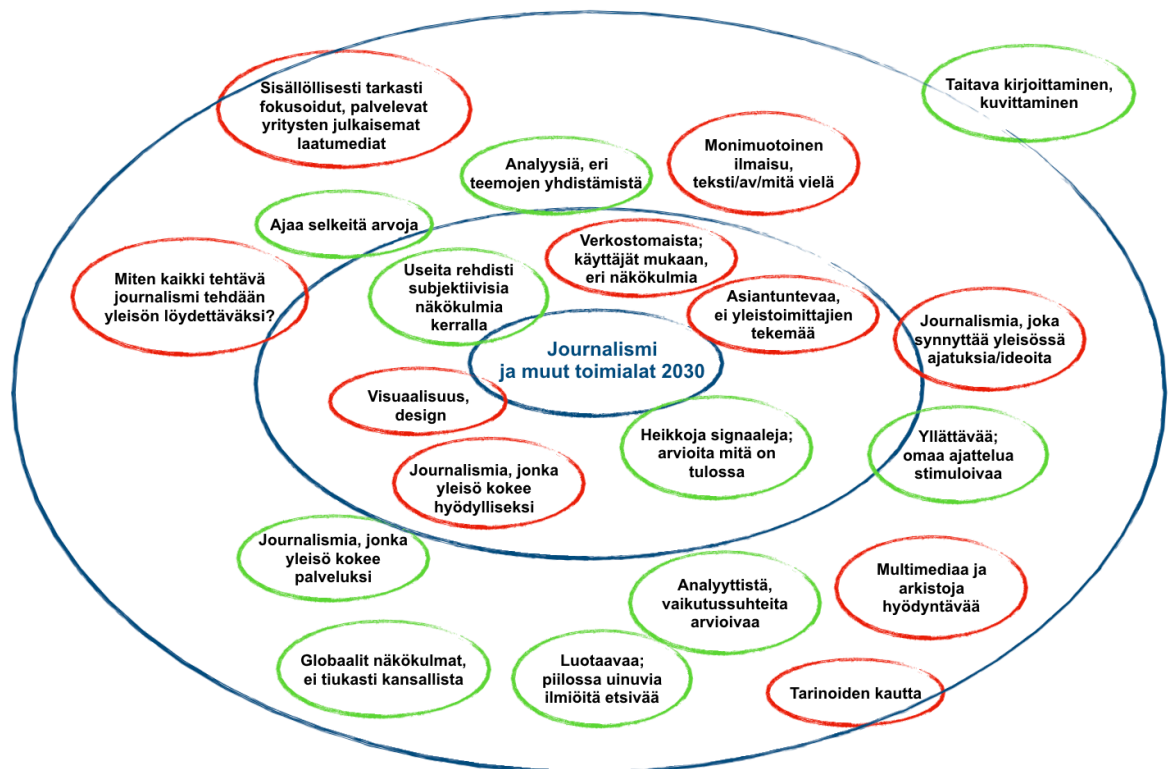 Sisällöllisesti tarkasti
fokusoidut, palvelevat
yritysten julkaisemat
laatumediat
Taitava kirjoittaminen,
kuvittaminen
Monimuotoinen
ilmaisu,
teksti/av/mitä vielä
Analyysiä, eri
teemojen yhdistämistä
Ajaa selkeitä arvoja
Verkostomaista;
käyttäjät mukaan,
eri näkökulmia
Useita rehdisti
subjektiivisia
näkökulmia
kerralla
Miten kaikki tehtävä
journalismi tehdään
yleisön löydettäväksi?
Asiantuntevaa,
ei yleistoimittajien
tekemää
Journalismia, joka
synnyttää yleisössä
ajatuksia/ideoita
Journalismi
ja muut toimialat 2030
Visuaalisuus,
design
Heikkoja signaaleja;
arvioita mitä on
tulossa
Yllättävää;
omaa ajattelua
stimuloivaa
Journalismia, jonka
yleisö kokee
hyödylliseksi
Journalismia, jonka
yleisö kokee
palveluksi
Analyyttistä,
vaikutussuhteita
arvioivaa
Multimediaa ja
arkistoja
hyödyntävää
Globaalit näkökulmat,
ei tiukasti kansallista
Luotaavaa;
piilossa uinuvia
ilmiöitä etsivää
Tarinoiden kautta